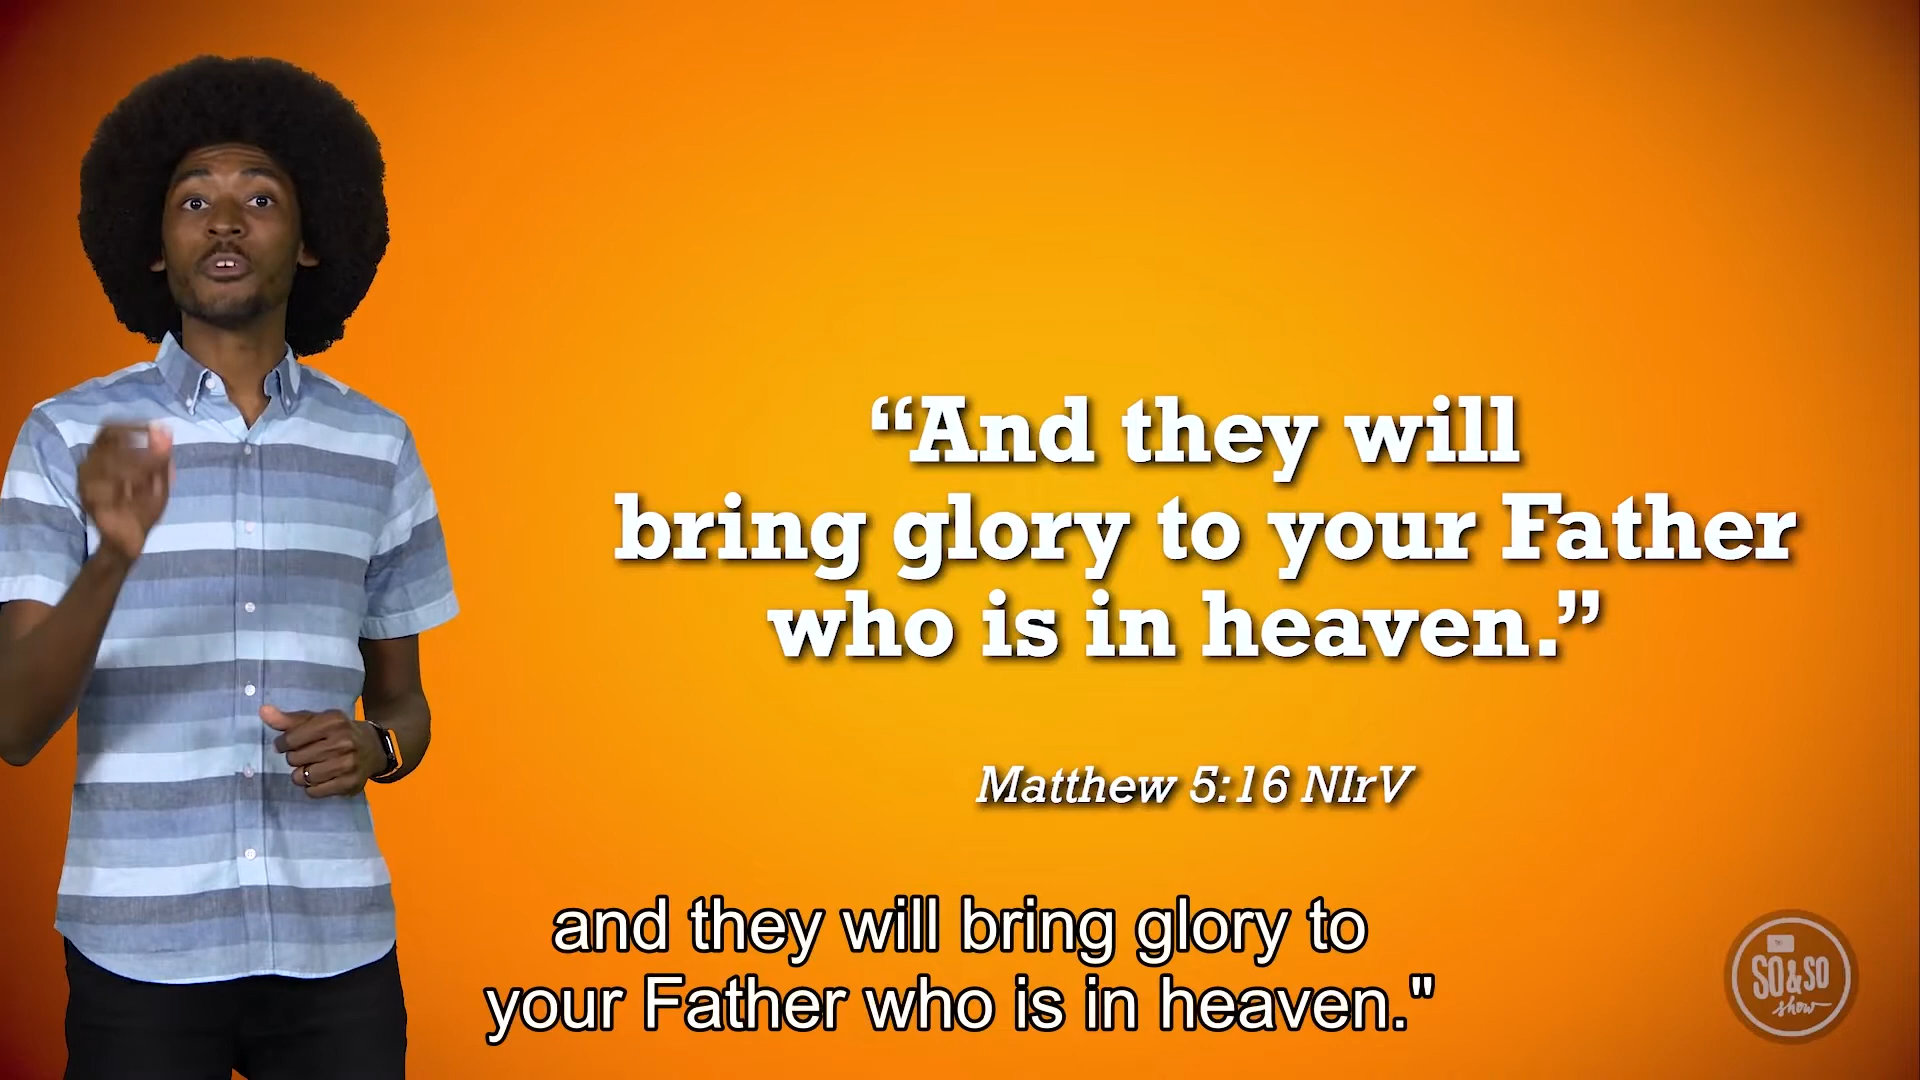 “And they will
bring glory to your Father
who is in heaven.”
Matthew 5:16 NIrV
and they will bring glory to
your Father who is in heaven."
SO&SO
show